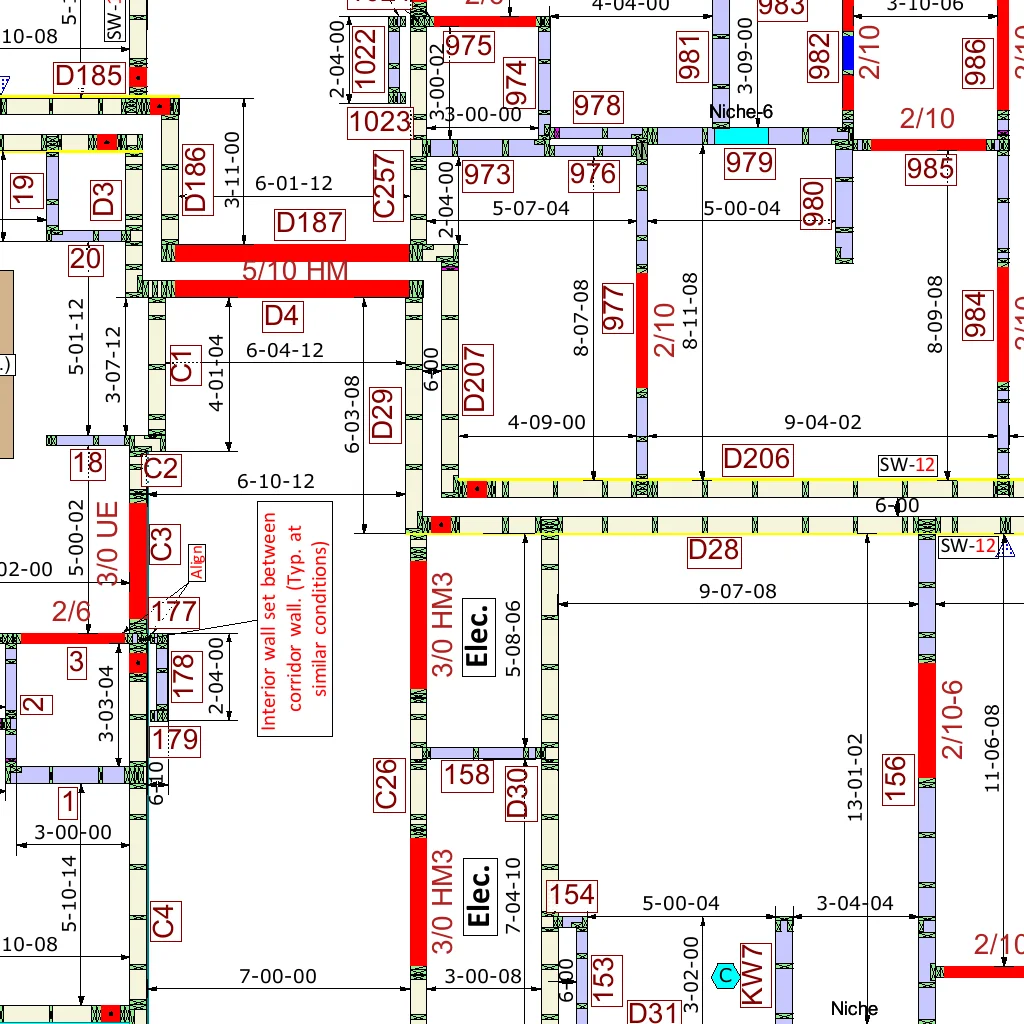 2/6
4-04-00
983
3-10-06
SW-
10-08
2-04-00
1022
3-00-02
975
974
981
3-09-00
982
2/10
986
2/10
D185
978
Niche-6
1023
3-00-00
2/10
979
985
19
D3
D186
3-11-00
6-01-12
C257
2-04-00
973
976
5-07-04
5-00-04
980
D187
20
5/10 HM
D4
5-01-12
3-07-12
C1
4-01-04
6-04-12
6-03-08
D29
6-00
D207
8-07-08
977
2/10
8-11-08
8-09-08
984
2/10
4-09-00
9-04-02
18
C2
6-10-12
D206
SW-12
6-00
5-00-02
3/0 UE
C3
Align
02-00
Interior wall set between
corridor wall. (Typ. at
similar conditions)
3/0 HM3
Elec.
5-08-06
D28
SW-12
9-07-08
2/6
177
3
2
3-03-04
178
2-04-00
179
6-10
1
3-00-00
C26
158
D30
13-01-02
156
2/10-6
11-06-08
5-10-14
C4
10-08
3/0 HM3
Elec.
7-04-10
154
5-00-04
3-04-04
7-00-00
3-00-08
6-00
153
3-02-00
C
KW7
D31
Niche
2/10